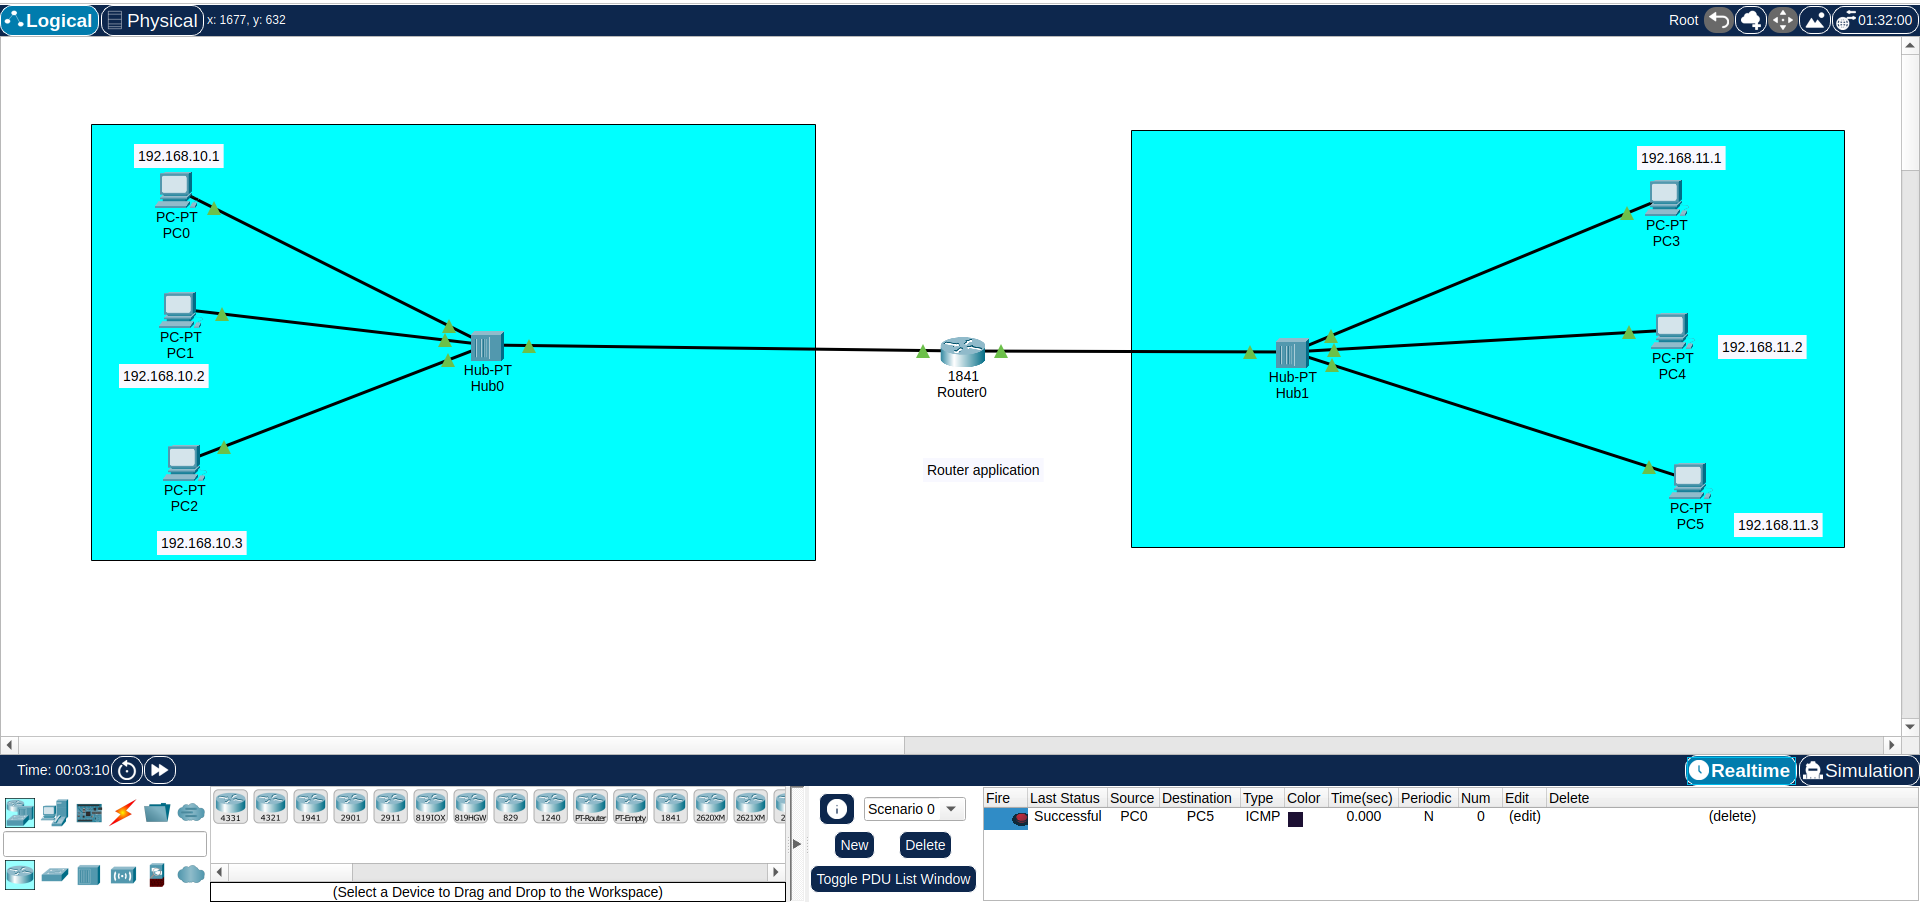 Logical Physical x: 1677, y: 632 Root 01:32:00
192.168.10.1
PC-PT
PC0
PC-PT
PC1
192.168.10.2
PC-PT
PC2
192.168.10.3
Hub-PT
Hub0
1841
Router0
Router application
Hub-PT
Hub1
192.168.11.1
PC-PT
PC3
PC-PT
PC4
192.168.11.2
PC-PT
PC5
192.168.11.3
Time: 00:03:10 Realtime Simulation
4331 4321 1941 2901 2911 819IOX 819HGW 829 1240 PT-Router PT-Empty 1841 2620XM 2621XM 2
(Select a Device to Drag and Drop to the Workspace)
Scenario 0
New Delete
Toggle PDU List Window
Fire Last Status Source Destination Type Color Time(sec) Periodic Num Edit Delete
Successful PC0 PC5 ICMP 0.000 N 0 (edit) (delete)